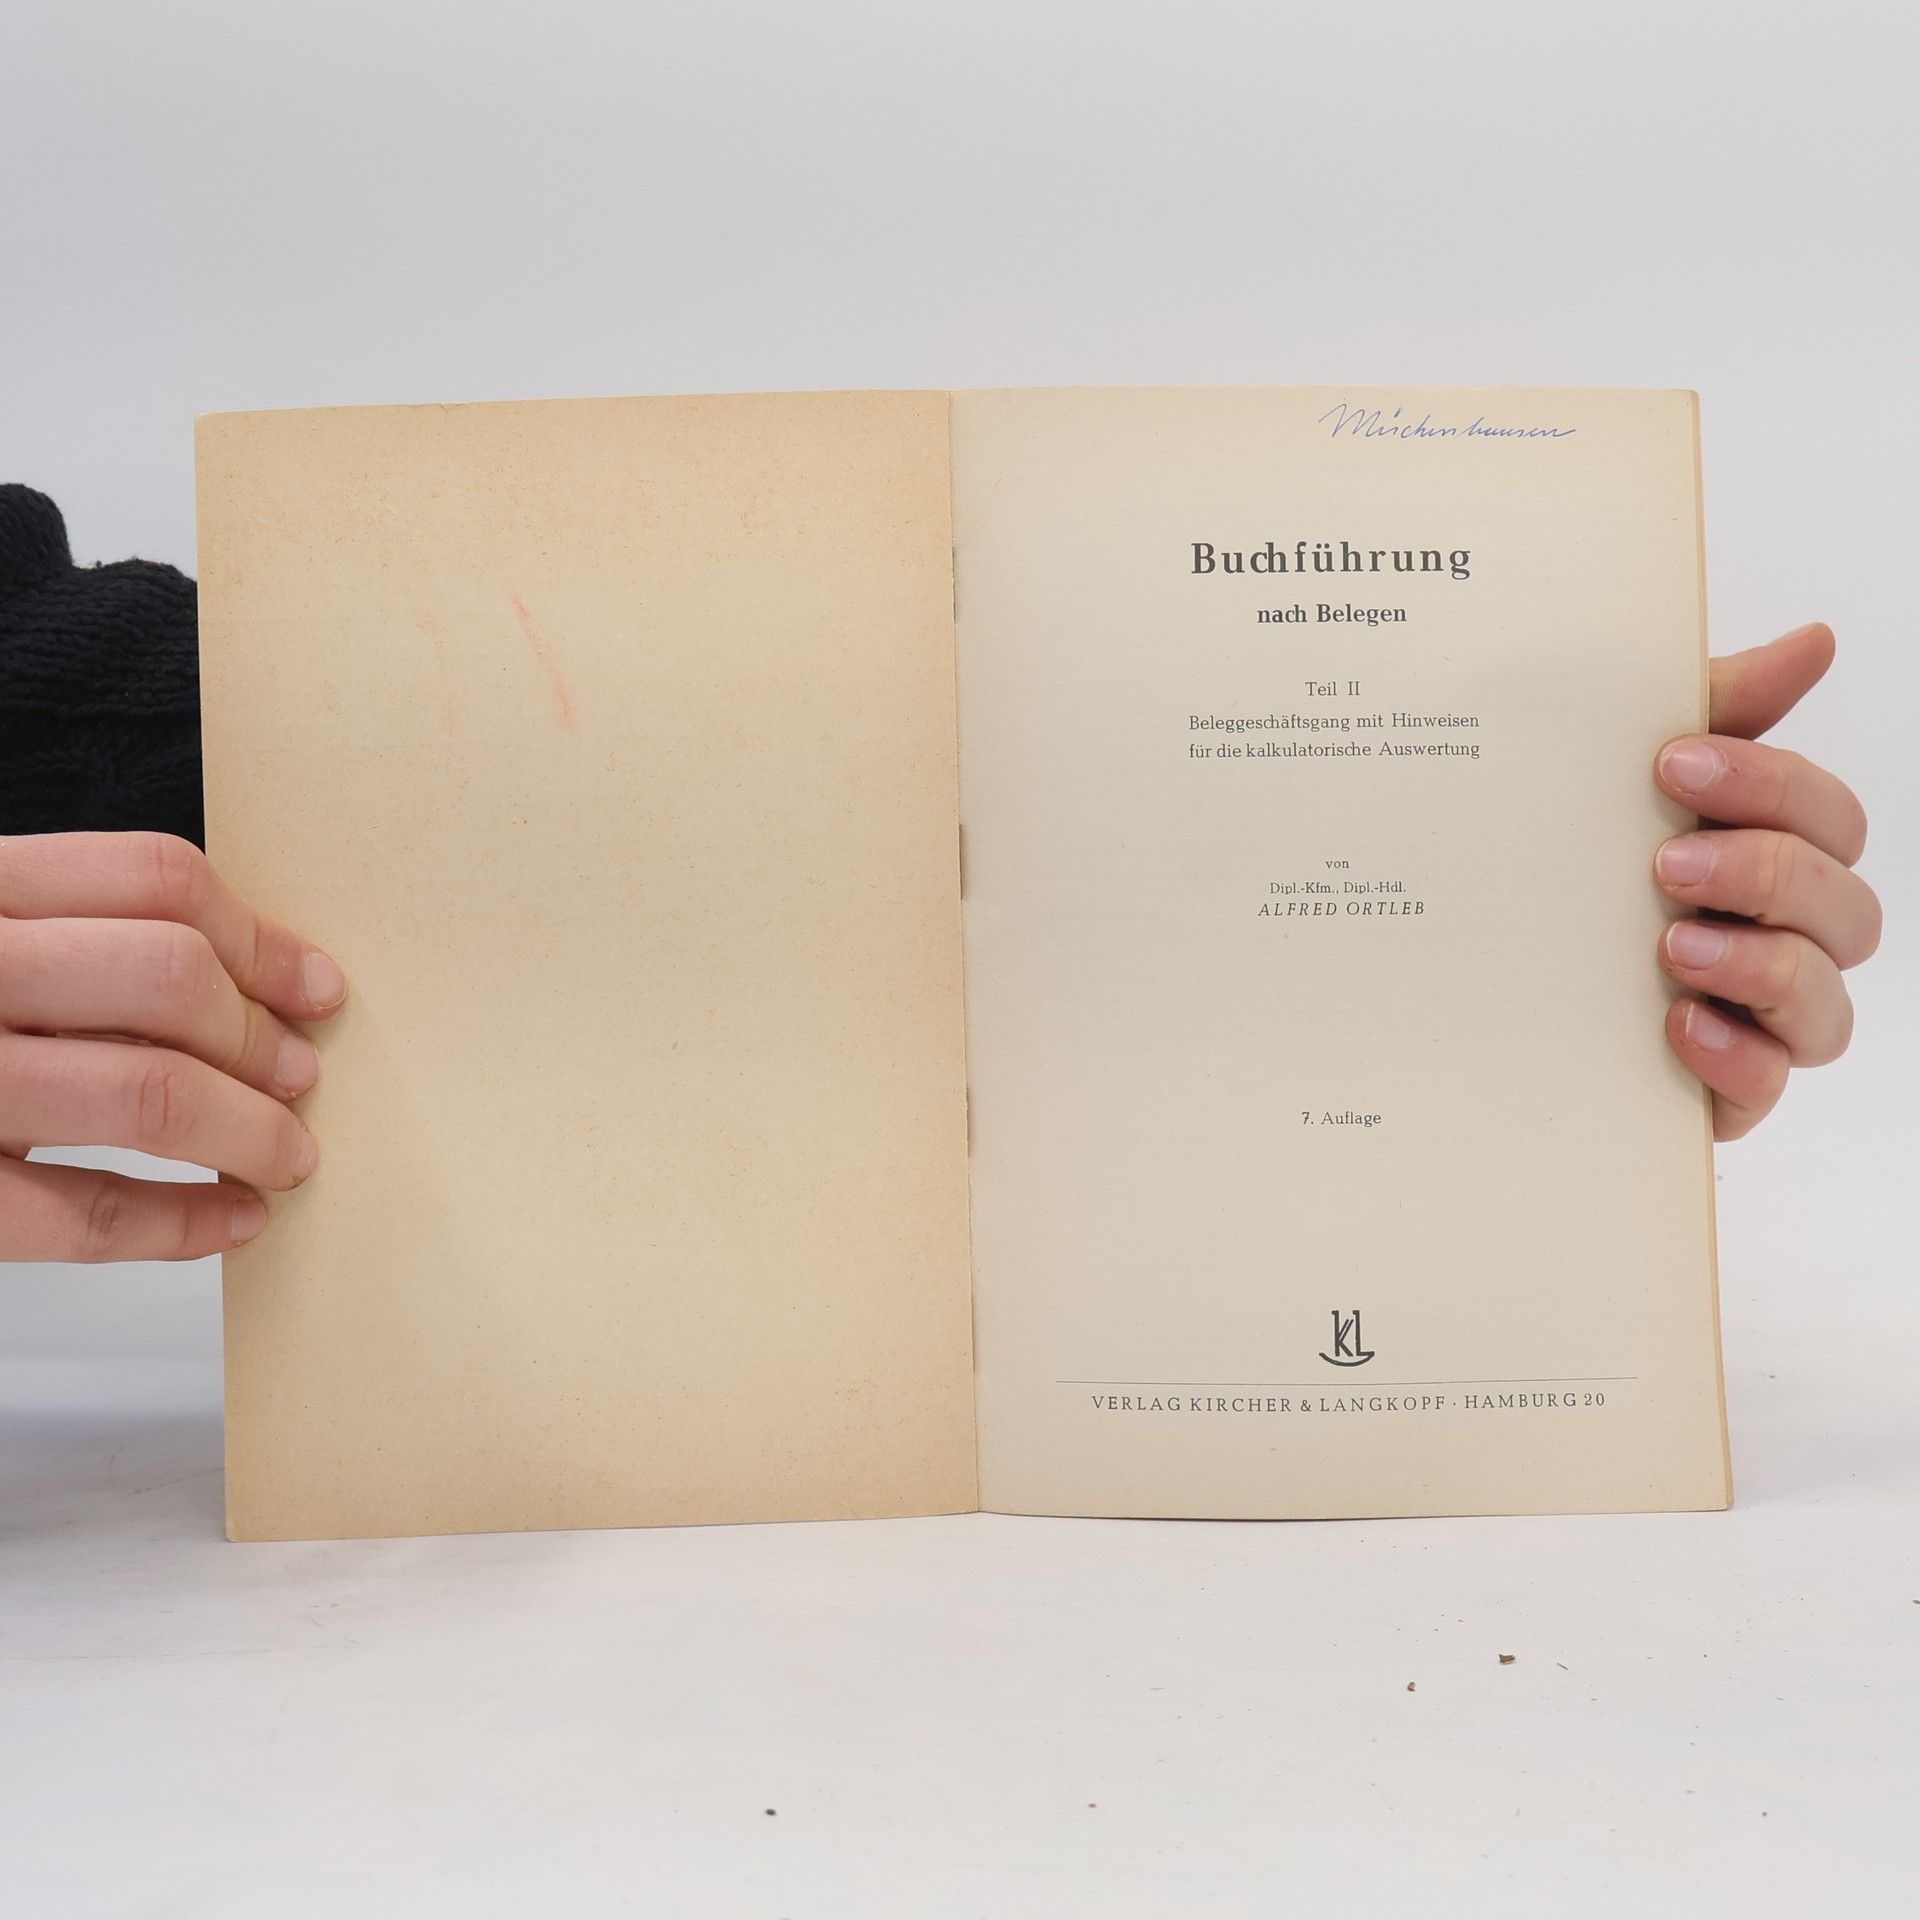 Buchführung
nach Belegen
Teil II
Beleggeschäftsgang mit Hinweisen
für die kalkulatorische Auswertung
von
Dipl.-Kfm., Dipl.-Hdl.
ALFRED ORTLEB
7. Auflage
kL
VERLAG KIRCHER & LANGKOPF · HAMBURG 20